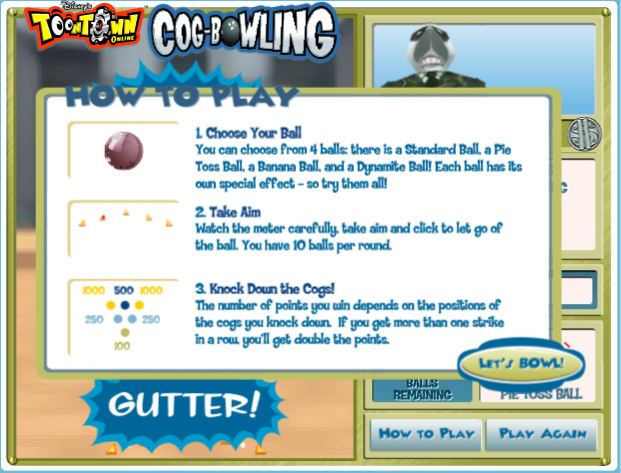 Disney's
TOONTOWN
ONLINE
COG-BOWLING
HOW TO PLAY
1. Choose Your Ball
You can choose from 4 balls: there is a Standard Ball, a Pie
Toss Ball, a Banana Ball, and a Dynamite Ball! Each ball has its
own special effect - so try them all!
2. Take Aim
Watch the meter carefully, take aim and click to let go of
the ball. You have 10 balls per round.
1000 500 1000
250 250
100
3. Knock Down the Cogs!
The number of points you win depends on the positions of
the cogs you knock down. If you get more than one strike
in a row, you'll get double the points.
LET'S BOWL!
BALLS
REMAINING
PIE TOSS BALL
GUTTER!
HOW TO PLAY
PLAY AGAIN